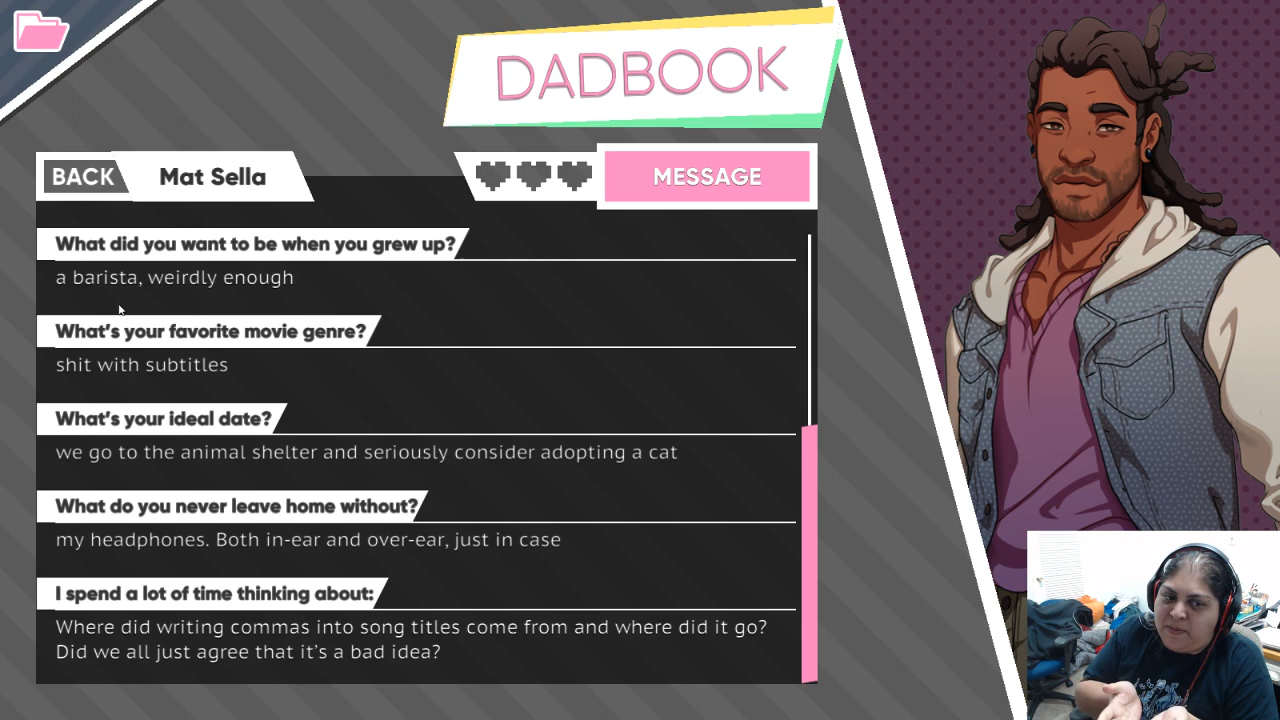 DADBOOK
BACK
Mat Sella
MESSAGE
What did you want to be when you grew up?
a barista, weirdly enough
What's your favorite movie genre?
shit with subtitles
What's your ideal date?
we go to the animal shelter and seriously consider adopting a cat
What do you never leave home without?
my headphones. Both in-ear and over-ear, just in case
I spend a lot of time thinking about:
Where did writing commas into song titles come from and where did it go?
Did we all just agree that it's a bad idea?